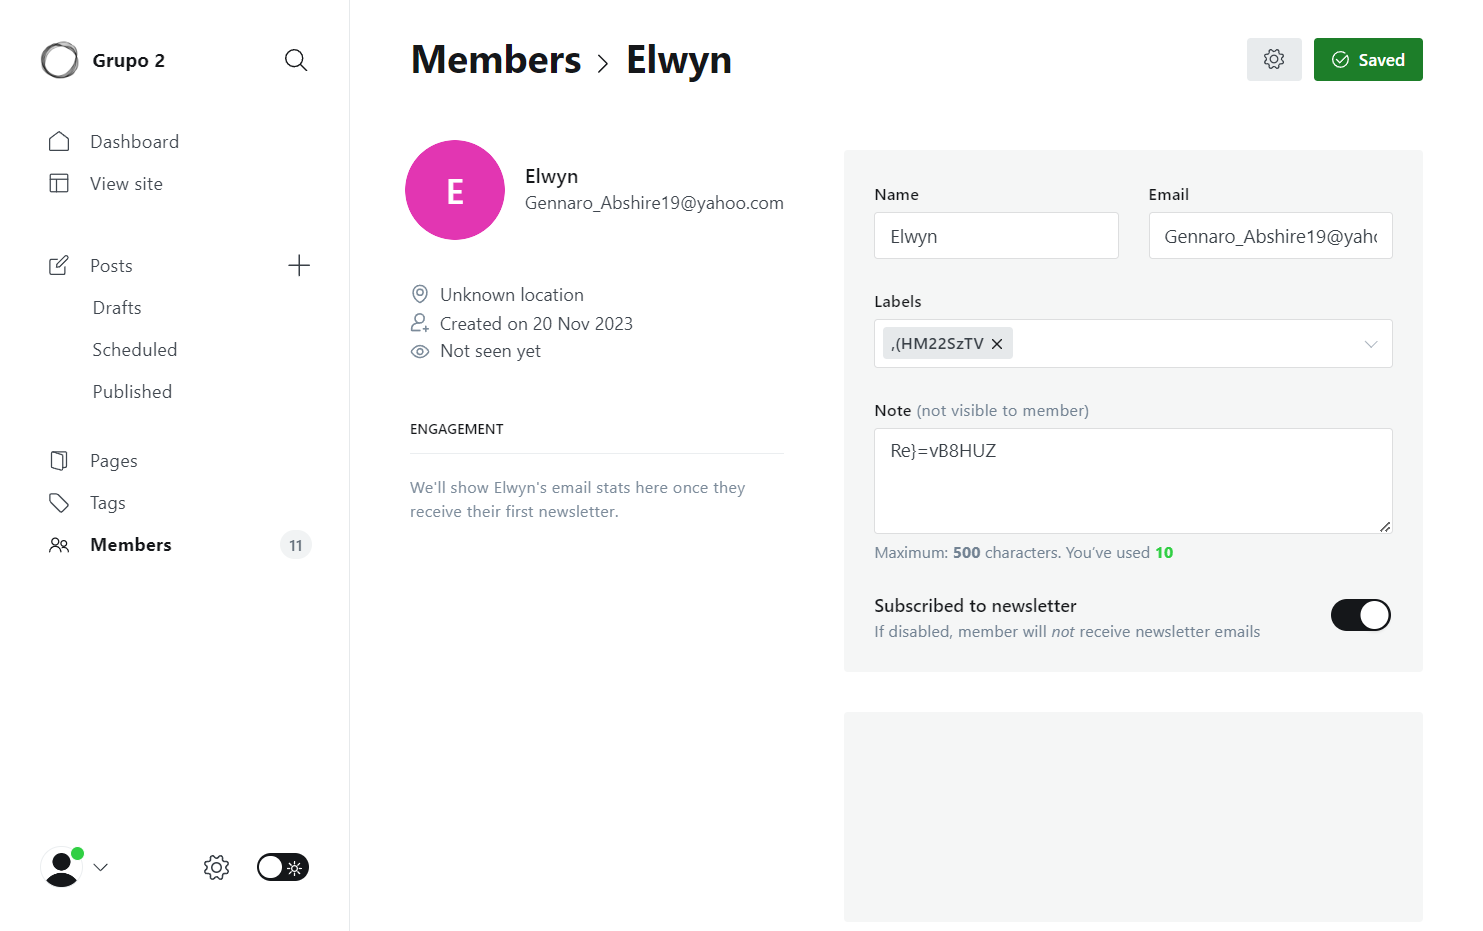 Grupo 2
Dashboard
View site
Posts
Drafts
Scheduled
Published
Pages
Tags
Members
11
Members > Elwyn
Saved
E
Elwyn
Gennaro_Abshire19@yahoo.com
Unknown location
Created on 20 Nov 2023
Not seen yet
ENGAGEMENT
We'll show Elwyn's email stats here once they
receive their first newsletter.
Name
Elwyn
Email
Gennaro_Abshire19@yaho
Labels
,(HM22SzTV
Note (not visible to member)
Re}=vB8HUZ
Maximum: 500 characters. You've used 10
Subscribed to newsletter
If disabled, member will not receive newsletter emails